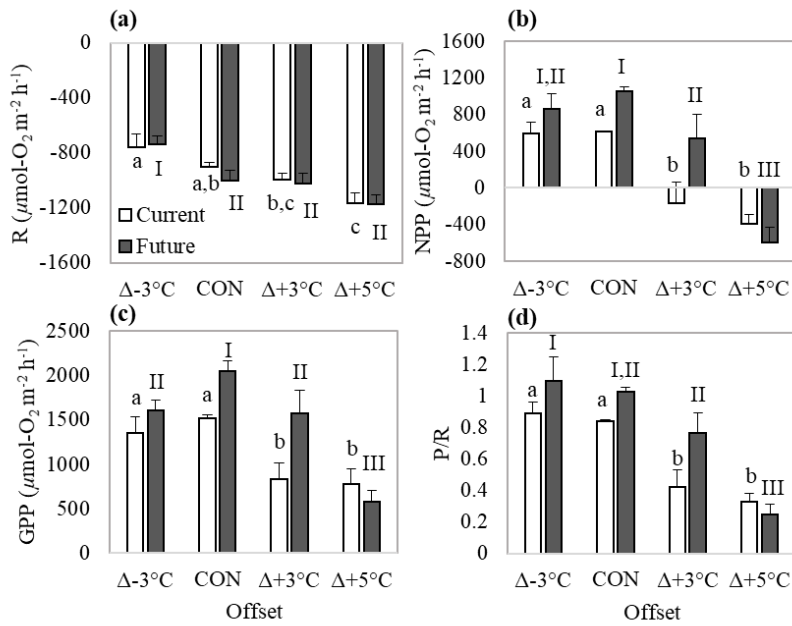 (a)
R (µmol-O₂ m⁻² h⁻¹)
0
-400
-800
-1200
-1600
a
I
a,b
II
b,c
II
c
II
Current
Future
Δ-3°C CON Δ+3°C Δ+5°C
(b)
NPP (µmol-O₂ m⁻² h⁻¹)
1600
1200
800
400
0
-400
-800
a
I,II
a
I
b
II
b
III
Δ-3°C CON Δ+3°C Δ+5°C
(c)
GPP (µmol-O₂ m⁻² h⁻¹)
2500
2000
1500
1000
500
0
a
II
a
I
b
II
b
III
Δ-3°C CON Δ+3°C Δ+5°C
Offset
(d)
P/R
1.4
1.2
1
0.8
0.6
0.4
0.2
0
a
I
a
I,II
b
II
b
III
Δ-3°C CON Δ+3°C Δ+5°C
Offset